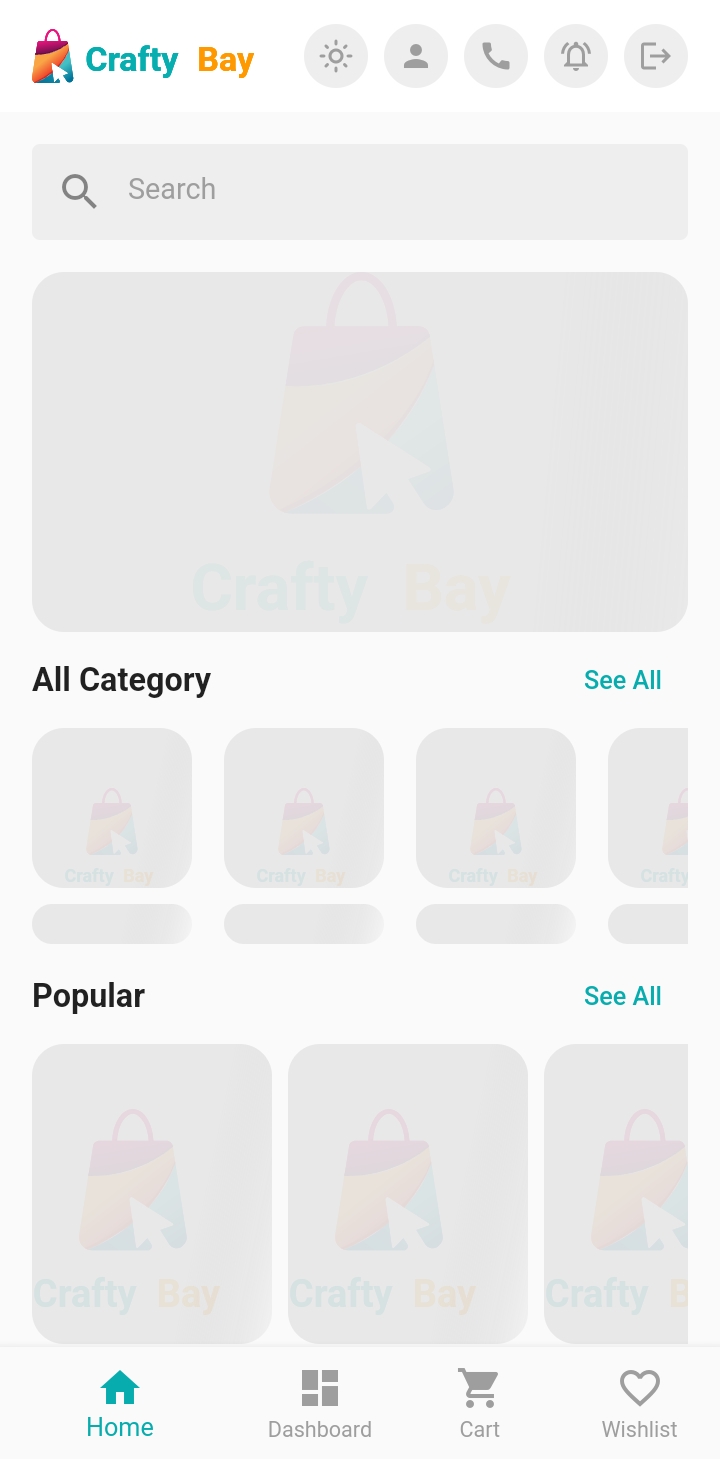 Crafty Bay
Search
Crafty Bay
All Category
See All
Crafty Bay
Crafty Bay
Crafty Bay
Crafty
Popular
See All
Crafty Bay
Crafty Bay
Crafty B
Home
Dashboard
Cart
Wishlist